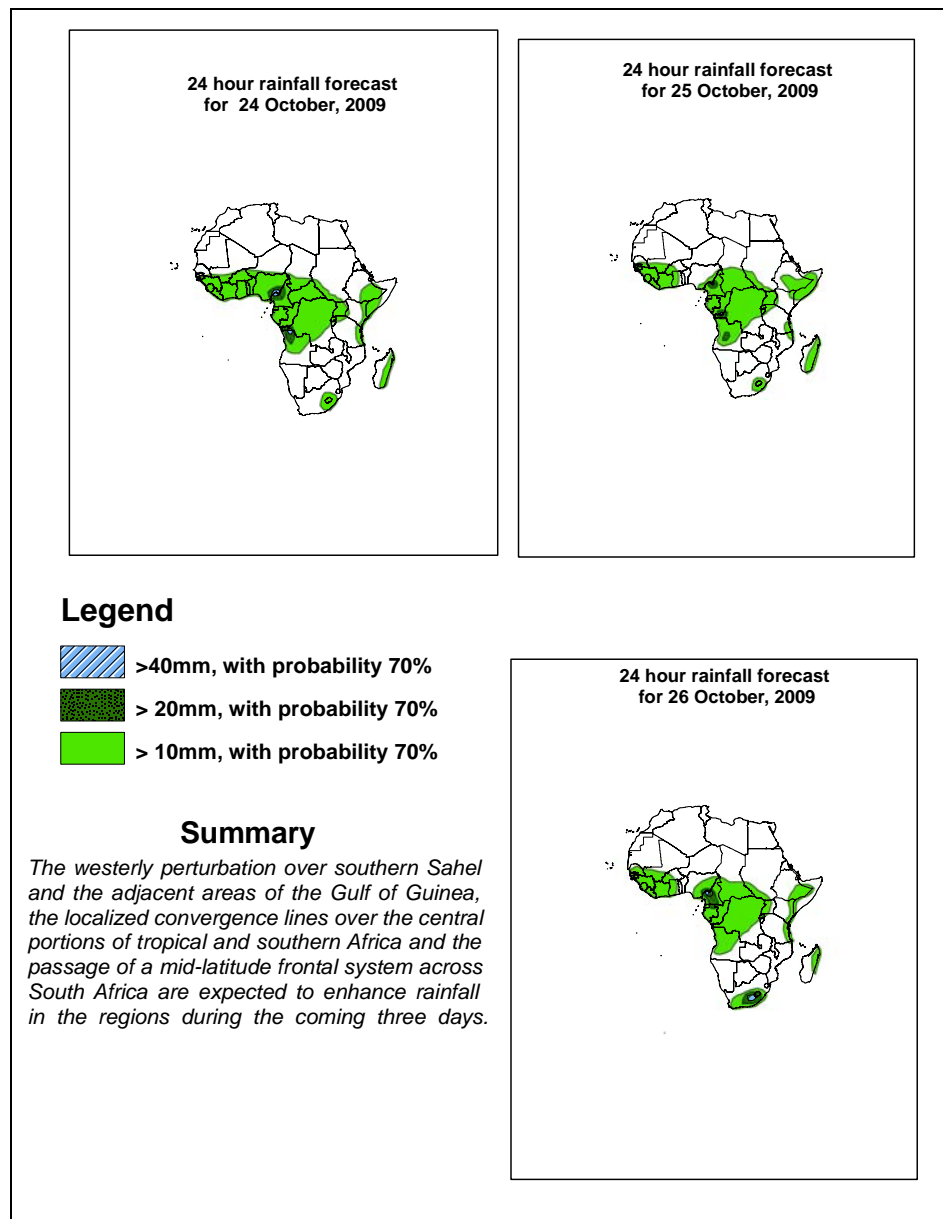 24 hour rainfall forecast
for 24 October, 2009
24 hour rainfall forecast
for 25 October, 2009
Legend
>40mm, with probability 70%
> 20mm, with probability 70%
> 10mm, with probability 70%
Summary
The westerly perturbation over southern Sahel
and the adjacent areas of the Gulf of Guinea,
the localized convergence lines over the central
portions of tropical and southern Africa and the
passage of a mid-latitude frontal system across
South Africa are expected to enhance rainfall
in the regions during the coming three days.
24 hour rainfall forecast
for 26 October, 2009